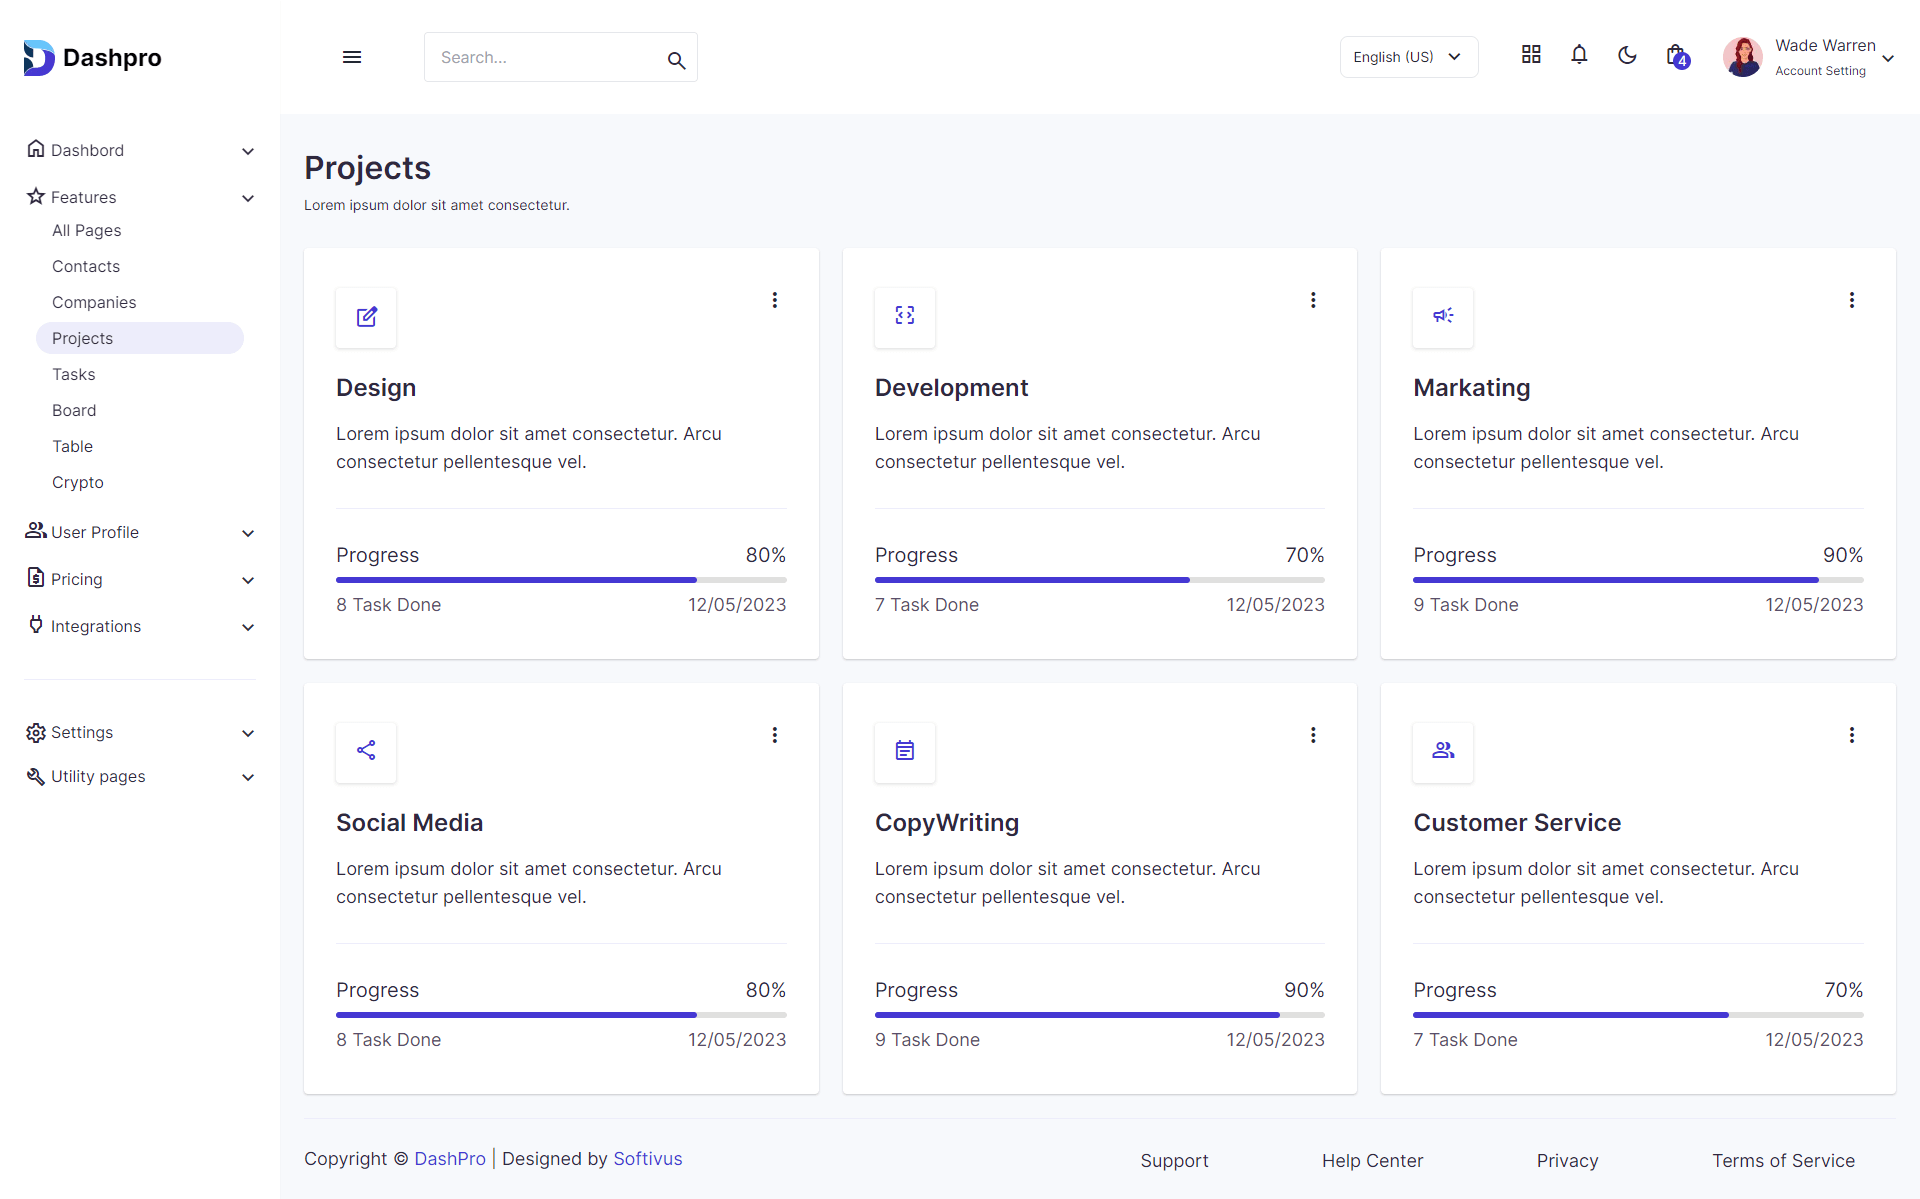 Dashpro
Search...
English (US)
4
Wade Warren
Account Setting
Dashbord
Features
All Pages
Contacts
Companies
Projects
Tasks
Board
Table
Crypto
User Profile
Pricing
Integrations
Settings
Utility pages
Projects
Lorem ipsum dolor sit amet consectetur.
Design
Lorem ipsum dolor sit amet consectetur. Arcu
consectetur pellentesque vel.
Progress 80%
8 Task Done 12/05/2023
Development
Lorem ipsum dolor sit amet consectetur. Arcu
consectetur pellentesque vel.
Progress 70%
7 Task Done 12/05/2023
Markating
Lorem ipsum dolor sit amet consectetur. Arcu
consectetur pellentesque vel.
Progress 90%
9 Task Done 12/05/2023
Social Media
Lorem ipsum dolor sit amet consectetur. Arcu
consectetur pellentesque vel.
Progress 80%
8 Task Done 12/05/2023
CopyWriting
Lorem ipsum dolor sit amet consectetur. Arcu
consectetur pellentesque vel.
Progress 90%
9 Task Done 12/05/2023
Customer Service
Lorem ipsum dolor sit amet consectetur. Arcu
consectetur pellentesque vel.
Progress 70%
7 Task Done 12/05/2023
Copyright © DashPro | Designed by Softivus
Support
Help Center
Privacy
Terms of Service